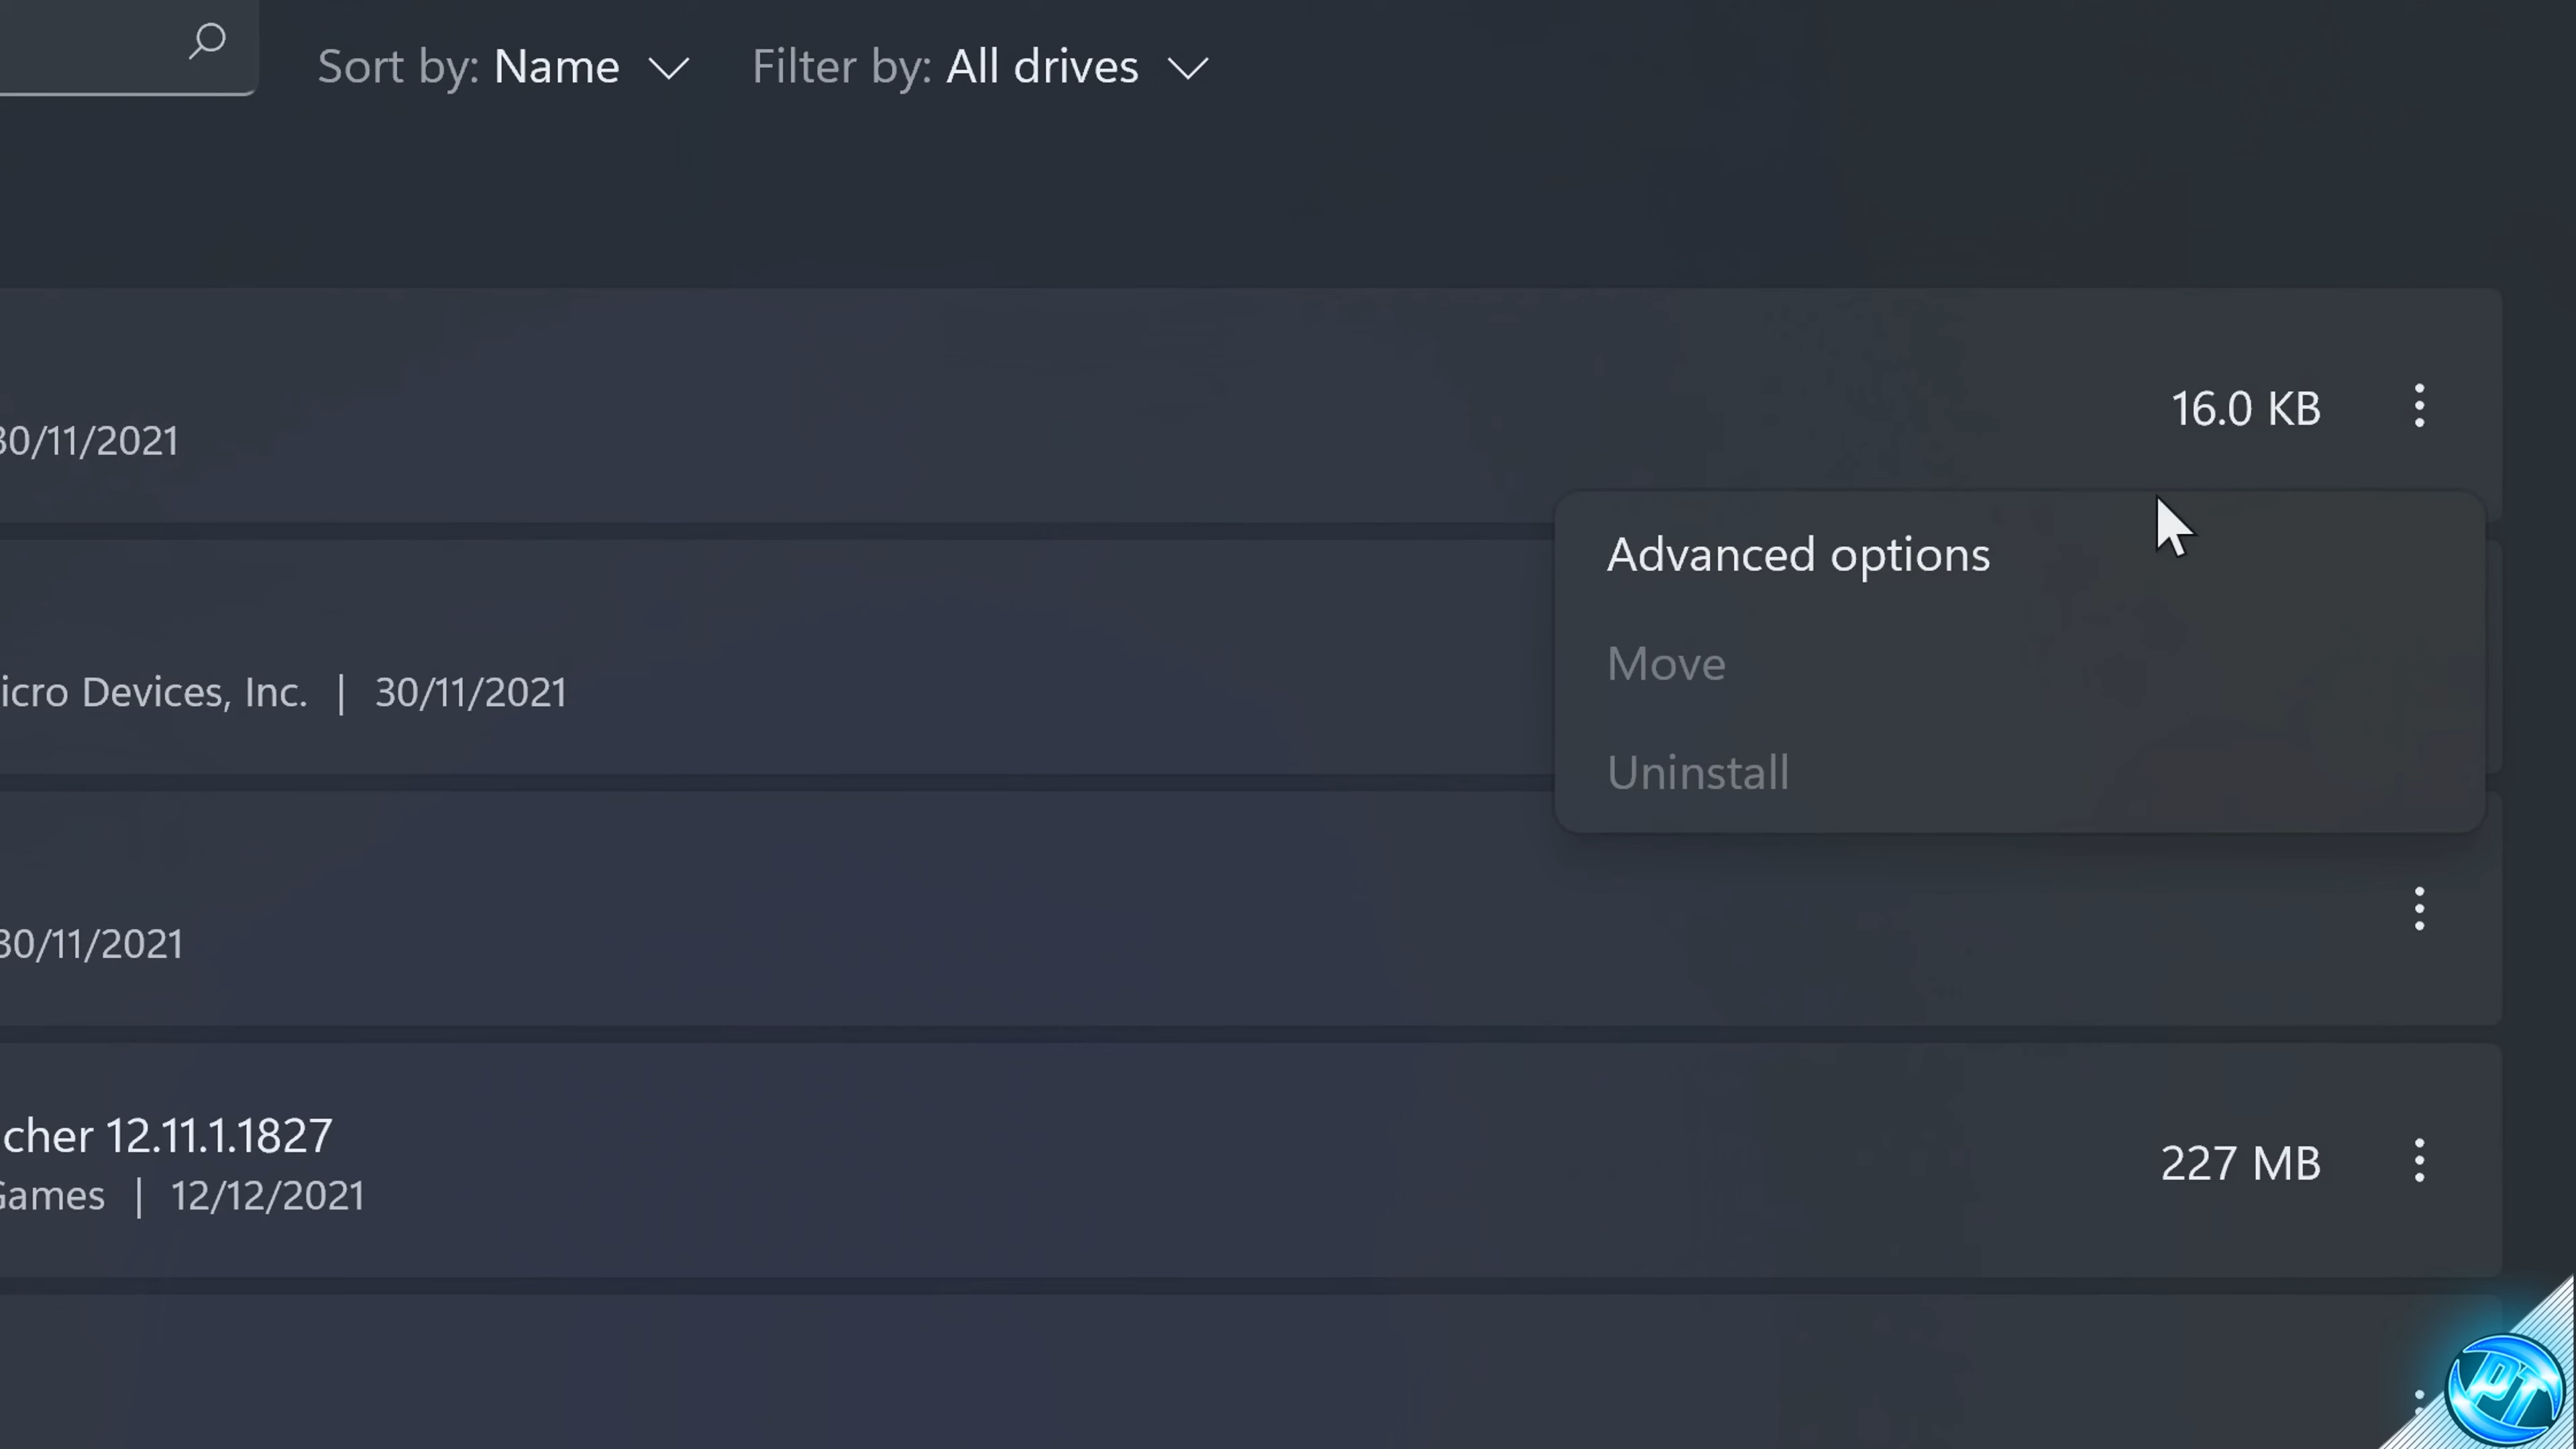 Sort by: Name Filter by: All drives
30/11/2021
16.0 KB
Advanced options
Move
Uninstall
icro Devices, Inc. | 30/11/2021
30/11/2021
cher 12.11.1.1827
Games | 12/12/2021
227 MB
PT